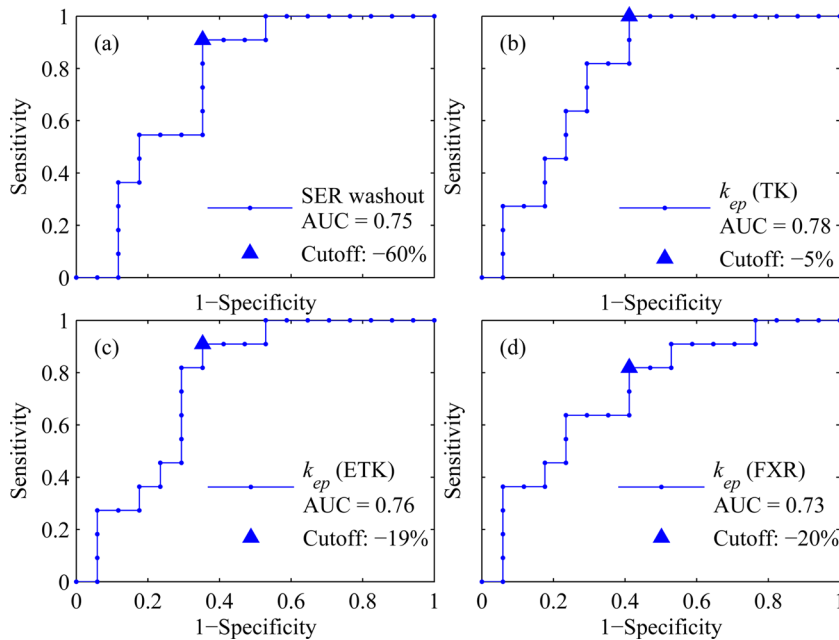 1
0.8
0.6
0.4
0.2
0
Sensitivity
(a)
SER washout
AUC = 0.75
Cutoff: −60%
1−Specificity
(b)
k_ep (TK)
AUC = 0.78
Cutoff: −5%
Sensitivity
1−Specificity
1
0.8
0.6
0.4
0.2
0
Sensitivity
(c)
k_ep (ETK)
AUC = 0.76
Cutoff: −19%
0 0.2 0.4 0.6 0.8 1
1−Specificity
(d)
k_ep (FXR)
AUC = 0.73
Cutoff: −20%
Sensitivity
0 0.2 0.4 0.6 0.8 1
1−Specificity